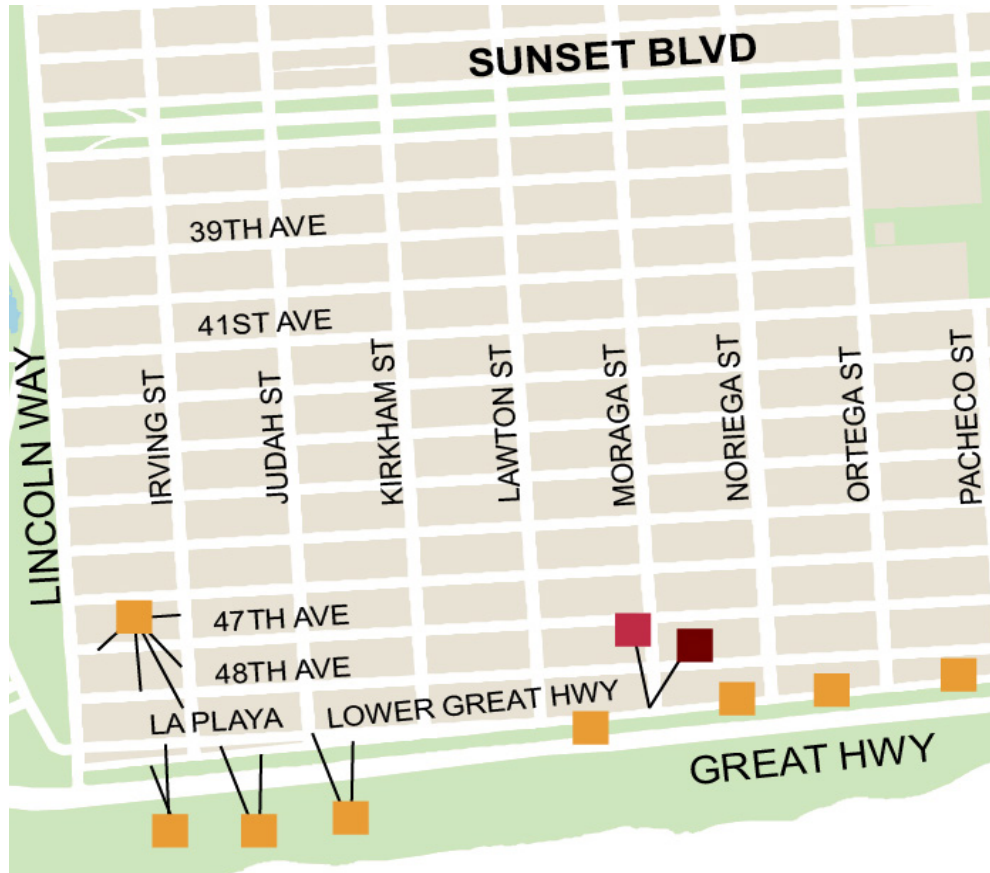 SUNSET BLVD
39TH AVE
41ST AVE
LINCOLN WAY
IRVING ST
JUDAH ST
KIRKHAM ST
LAWTON ST
MORAGA ST
NORIEGA ST
ORTEGA ST
PACHECO ST
47TH AVE
48TH AVE
LA PLAYA
LOWER GREAT HWY
GREAT HWY